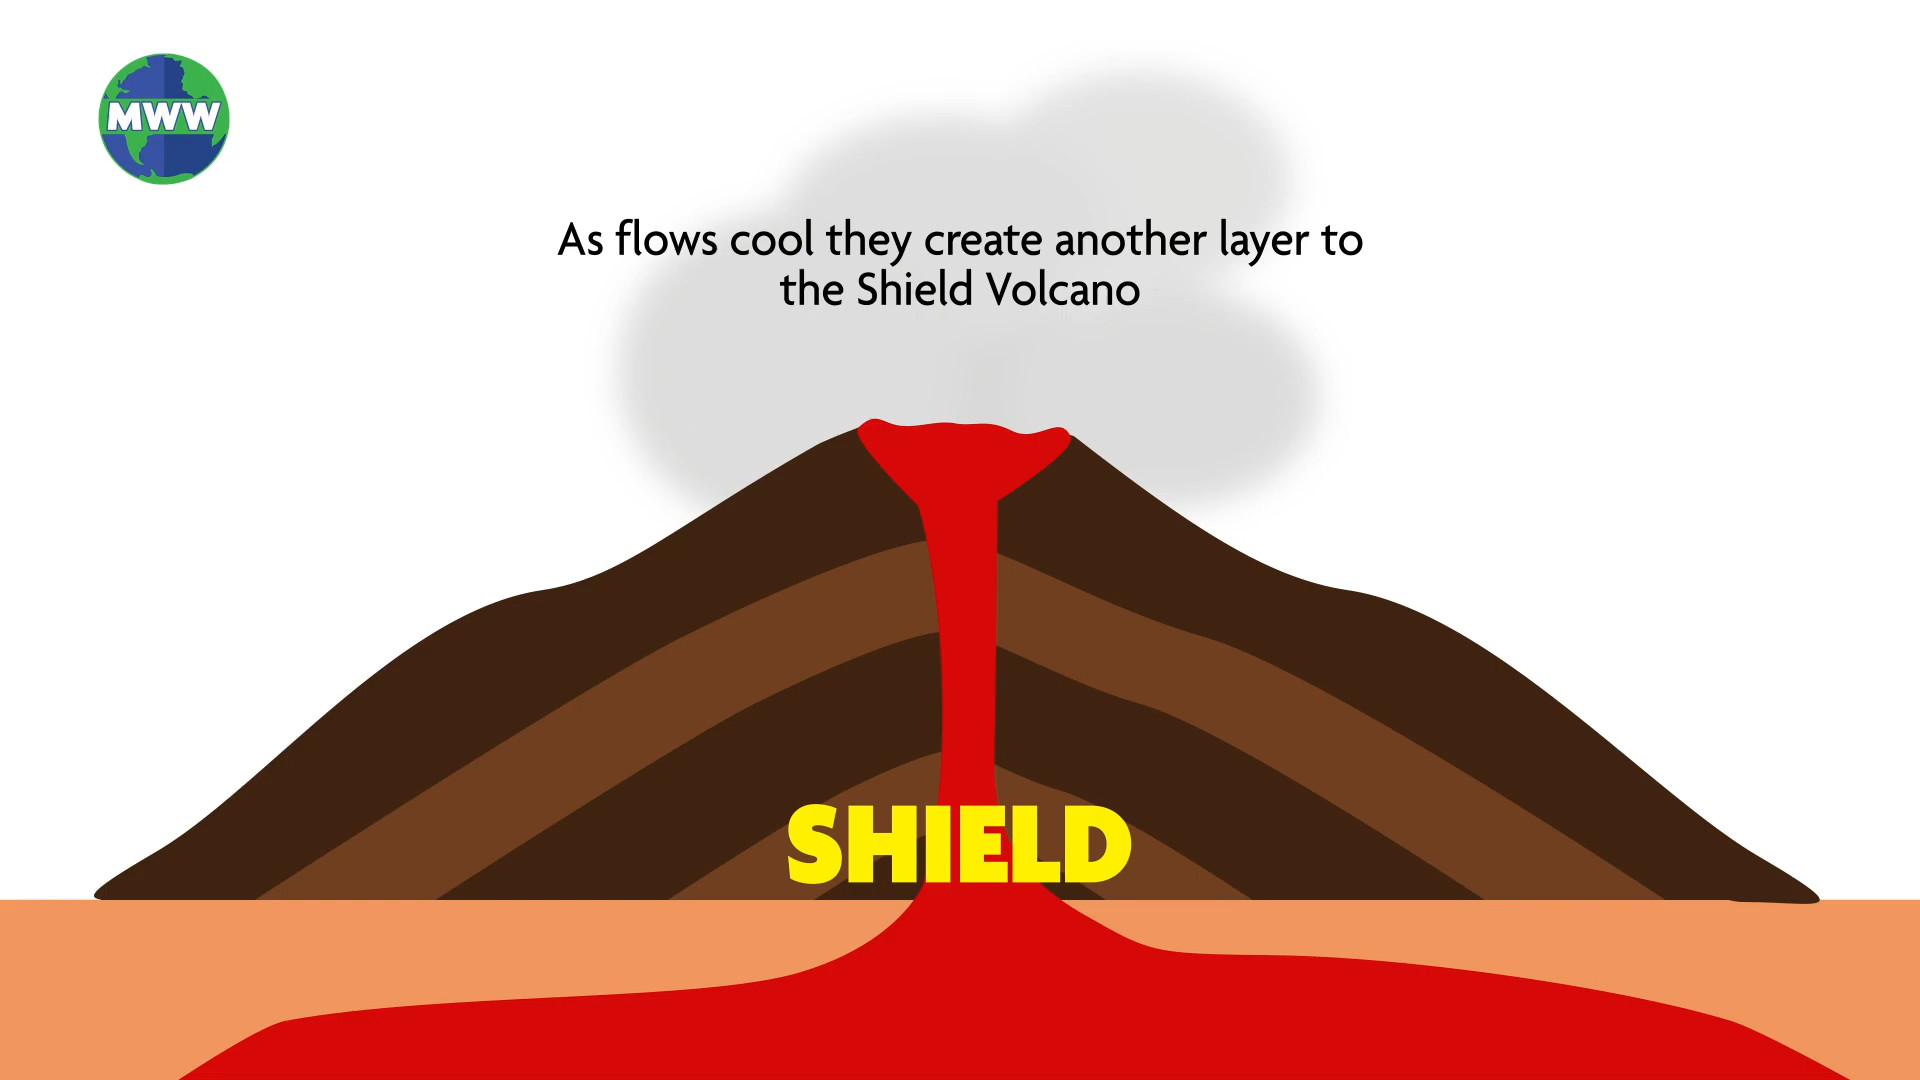 MWW
As flows cool they create another layer to
the Shield Volcano
SHIELD